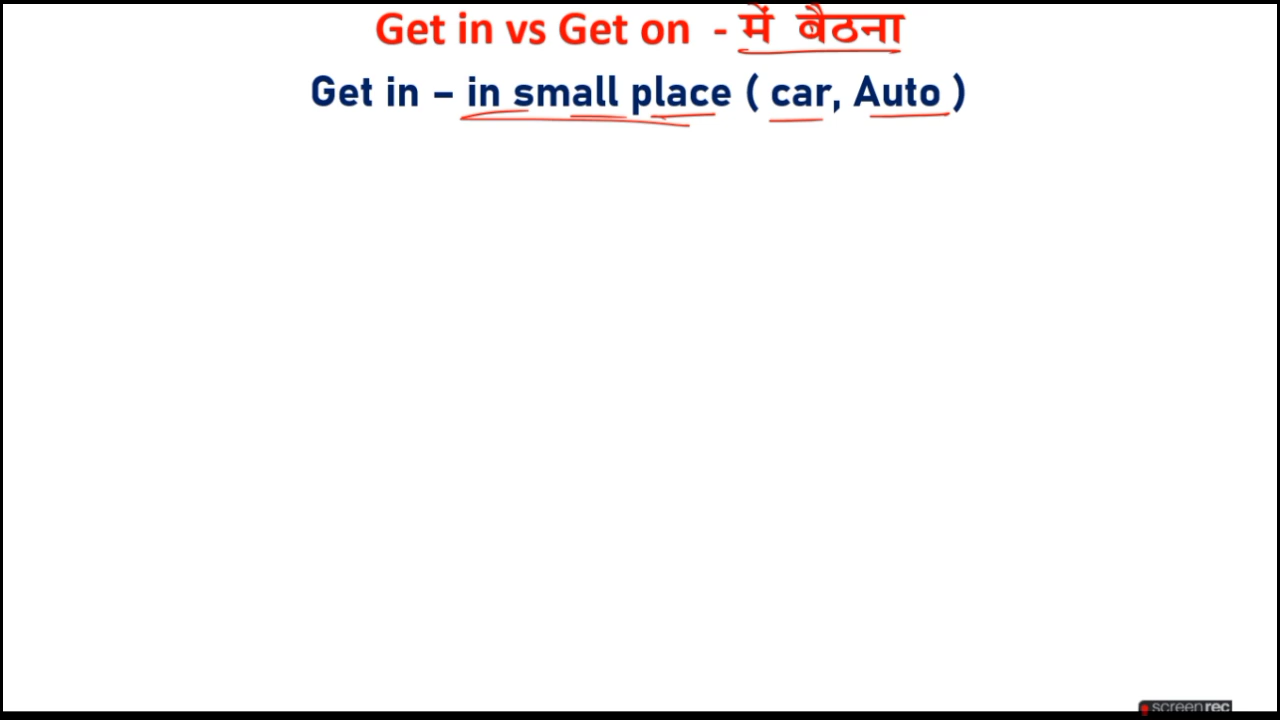 Get in vs Get on - में बैठना
Get in – in small place ( car, Auto )
screenrec